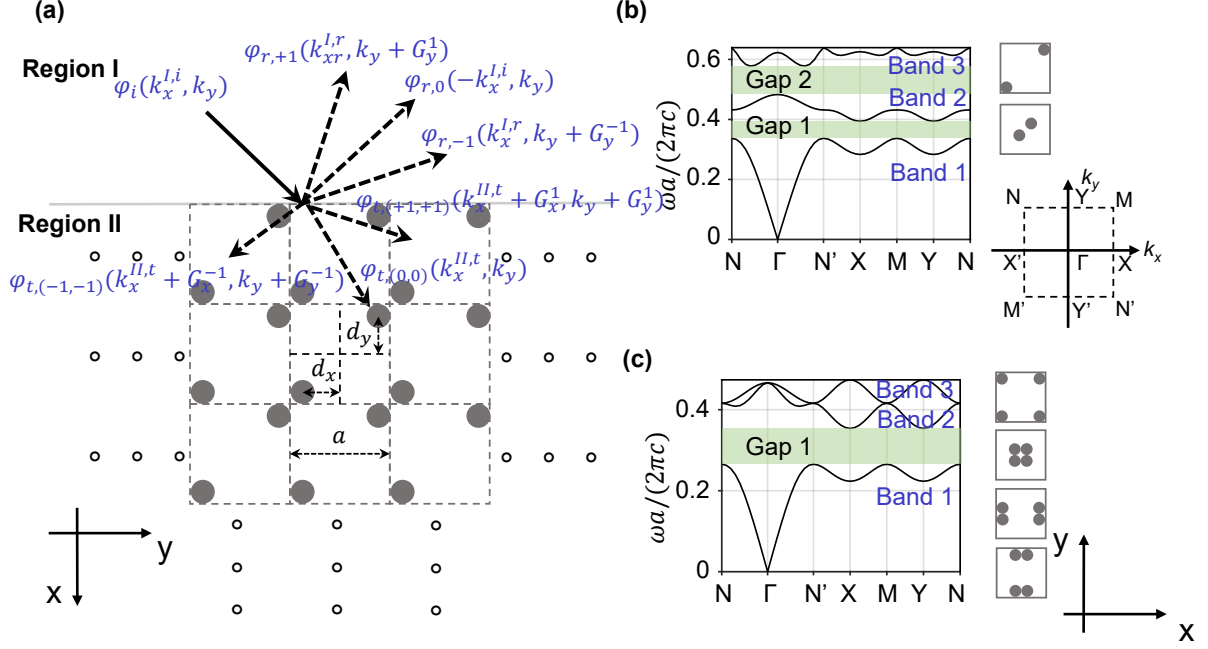 (a)
Region I
φᵢ(kₓ^{I,i}, k_y)
φ_{r,+1}(k_{xr}^{I,r}, k_y + G_y^1)
φ_{r,0}(−k_x^{I,i}, k_y)
φ_{r,−1}(k_x^{I,r}, k_y + G_y^{−1})
Region II
φ_{t,(+1,+1)}(k_x^{II,t} + G_x^1, k_y + G_y^1)
φ_{t,(−1,−1)}(k_x^{II,t} + G_x^{−1}, k_y + G_y^{−1})
φ_{t,(0,0)}(k_x^{II,t}, k_y)
d_y
d_x
a
y
x
(b)
ωa/(2πc)
0.6
0.4
0.2
0
Band 3
Gap 2
Band 2
Gap 1
Band 1
N Γ N' X M Y N
k_y
N Y M
k_x
X' Γ X
M' Y' N'
(c)
ωa/(2πc)
0.4
0.2
0
Band 3
Band 2
Gap 1
Band 1
N Γ N' X M Y N
y
x